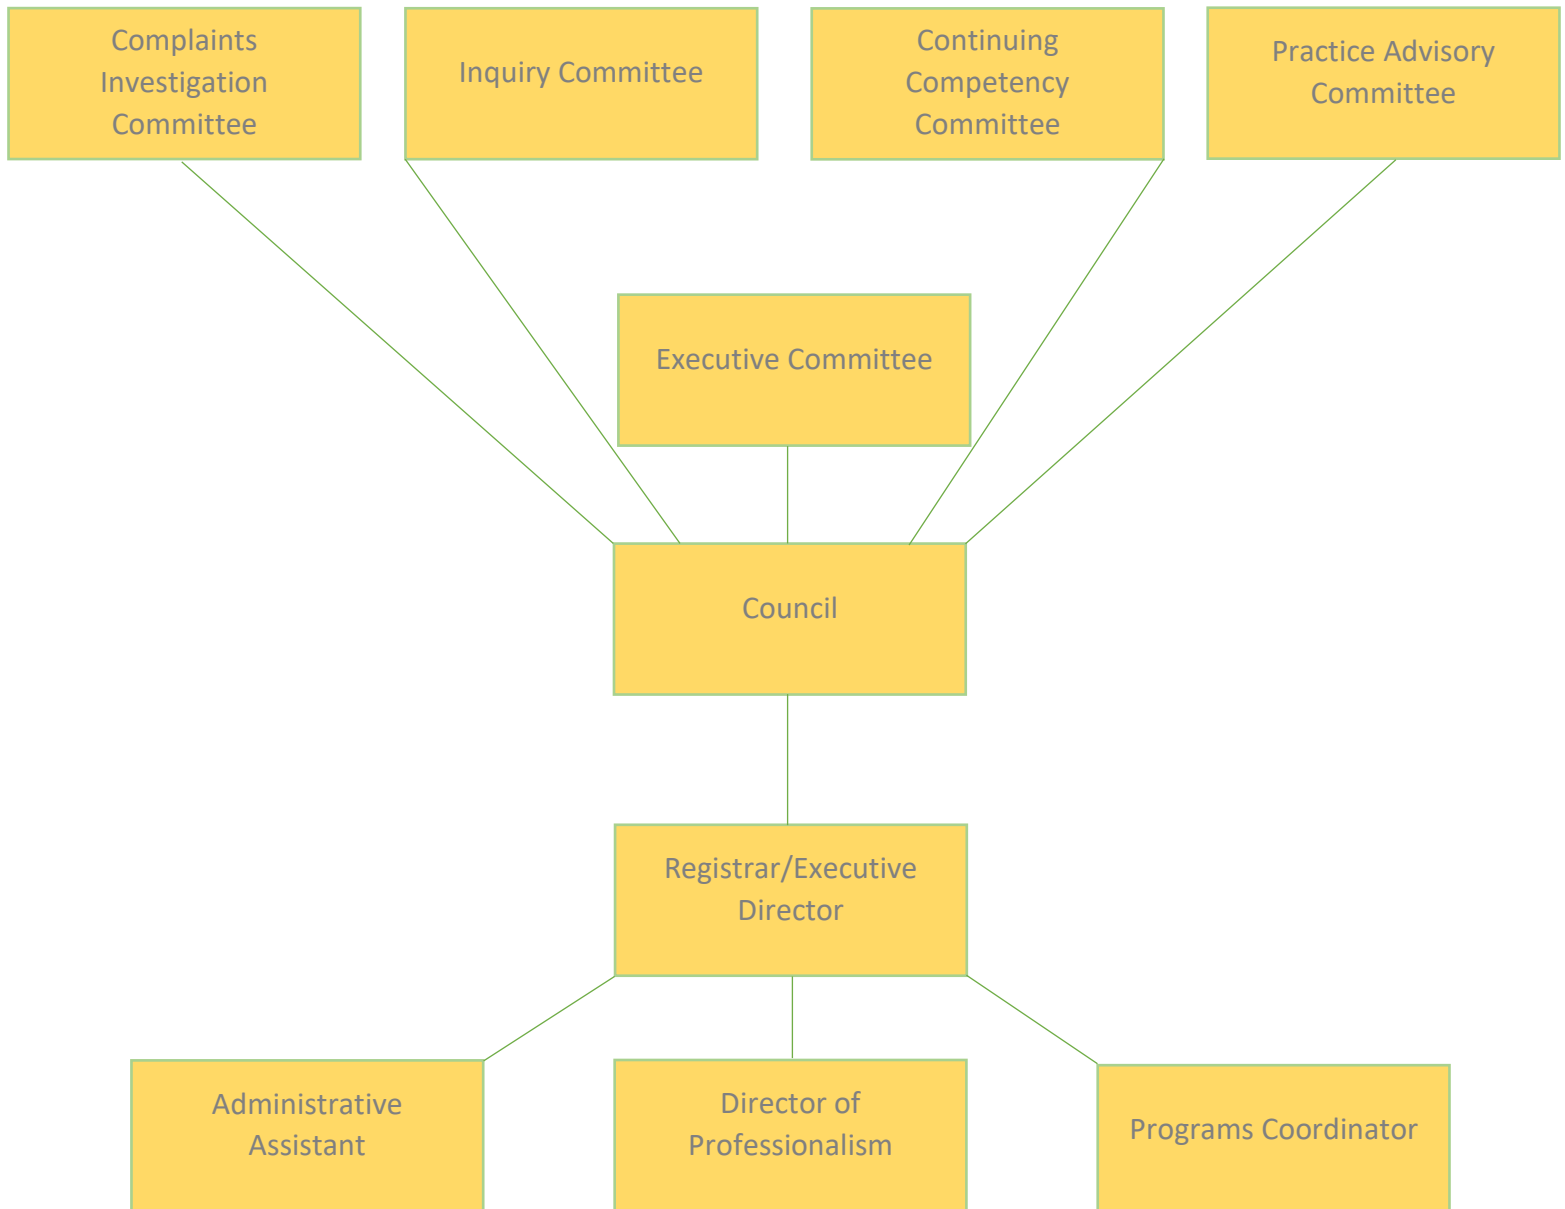 Complaints
Investigation
Committee
Inquiry Committee
Continuing
Competency
Committee
Practice Advisory
Committee
Executive Committee
Council
Registrar/Executive
Director
Administrative
Assistant
Director of
Professionalism
Programs Coordinator